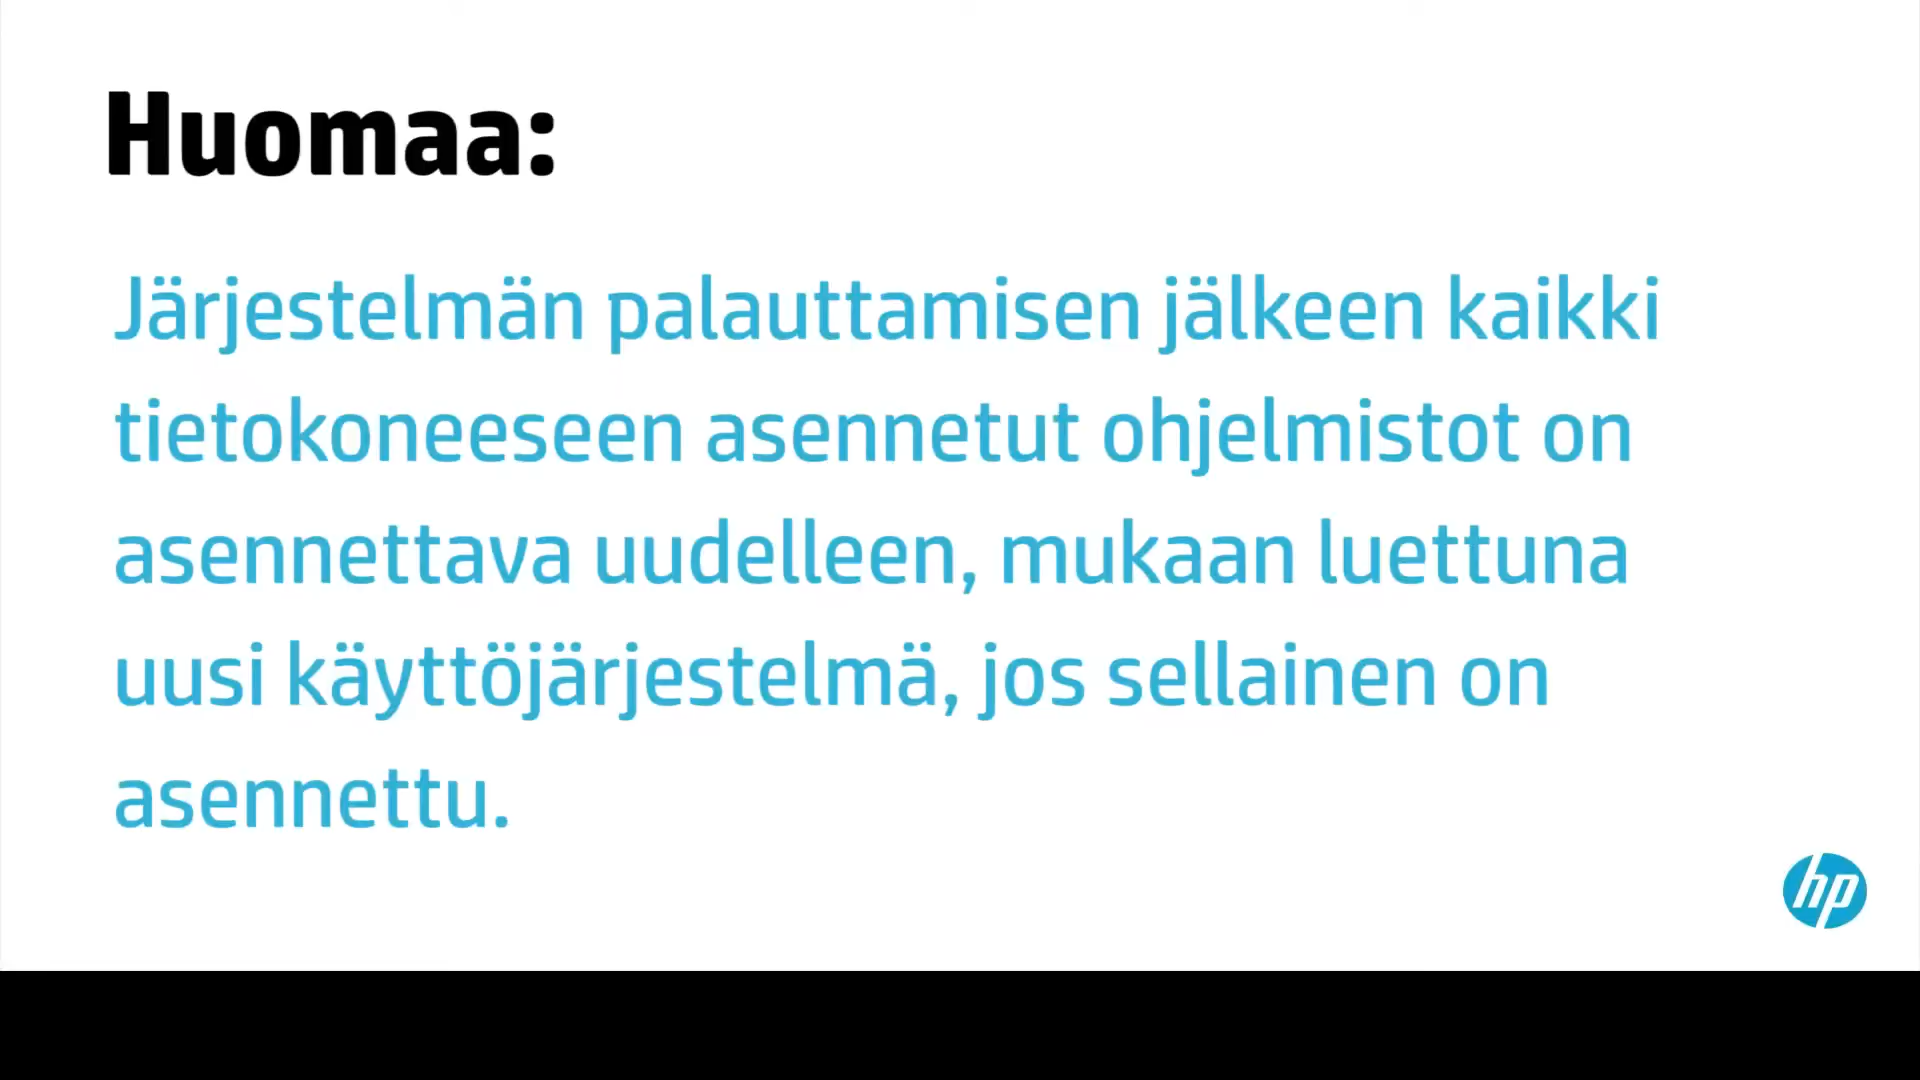 Huomaa:
Järjestelmän palauttamisen jälkeen kaikki
tietokoneeseen asennetut ohjelmistot on
asennettava uudelleen, mukaan luettuna
uusi käyttöjärjestelmä, jos sellainen on
asennettu.
hp